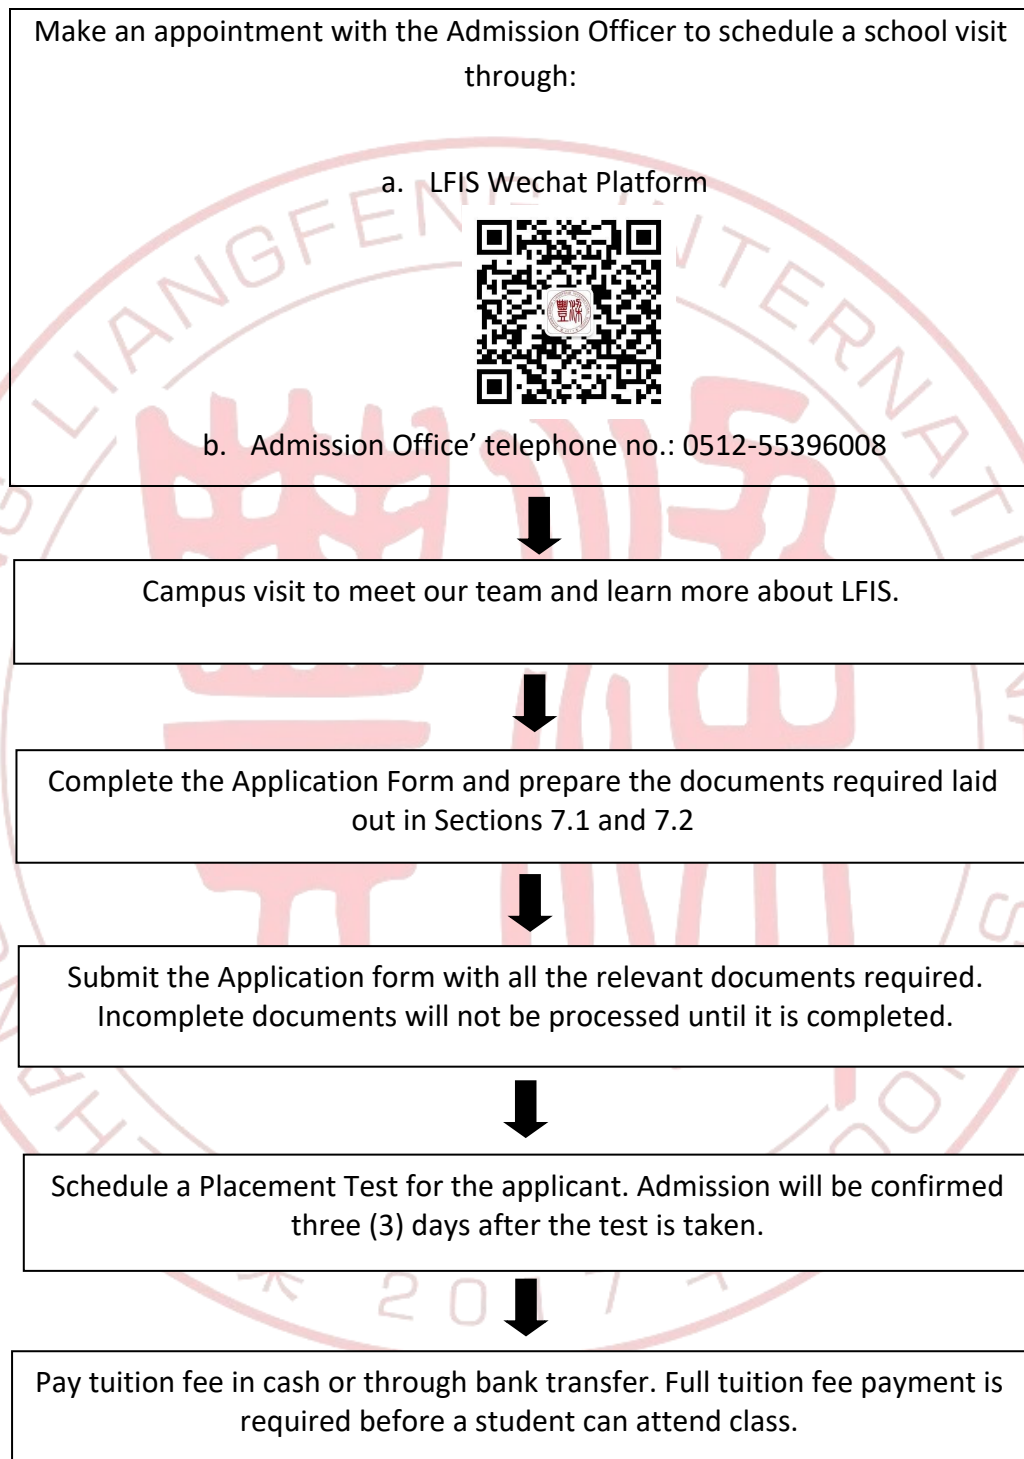 Make an appointment with the Admission Officer to schedule a school visit
through:
a. LFIS Wechat Platform
b. Admission Office’ telephone no.: 0512-55396008
Campus visit to meet our team and learn more about LFIS.
Complete the Application Form and prepare the documents required laid
out in Sections 7.1 and 7.2
Submit the Application form with all the relevant documents required.
Incomplete documents will not be processed until it is completed.
Schedule a Placement Test for the applicant. Admission will be confirmed
three (3) days after the test is taken.
Pay tuition fee in cash or through bank transfer. Full tuition fee payment is
required before a student can attend class.
LIANGFENG INTERNATI
2017